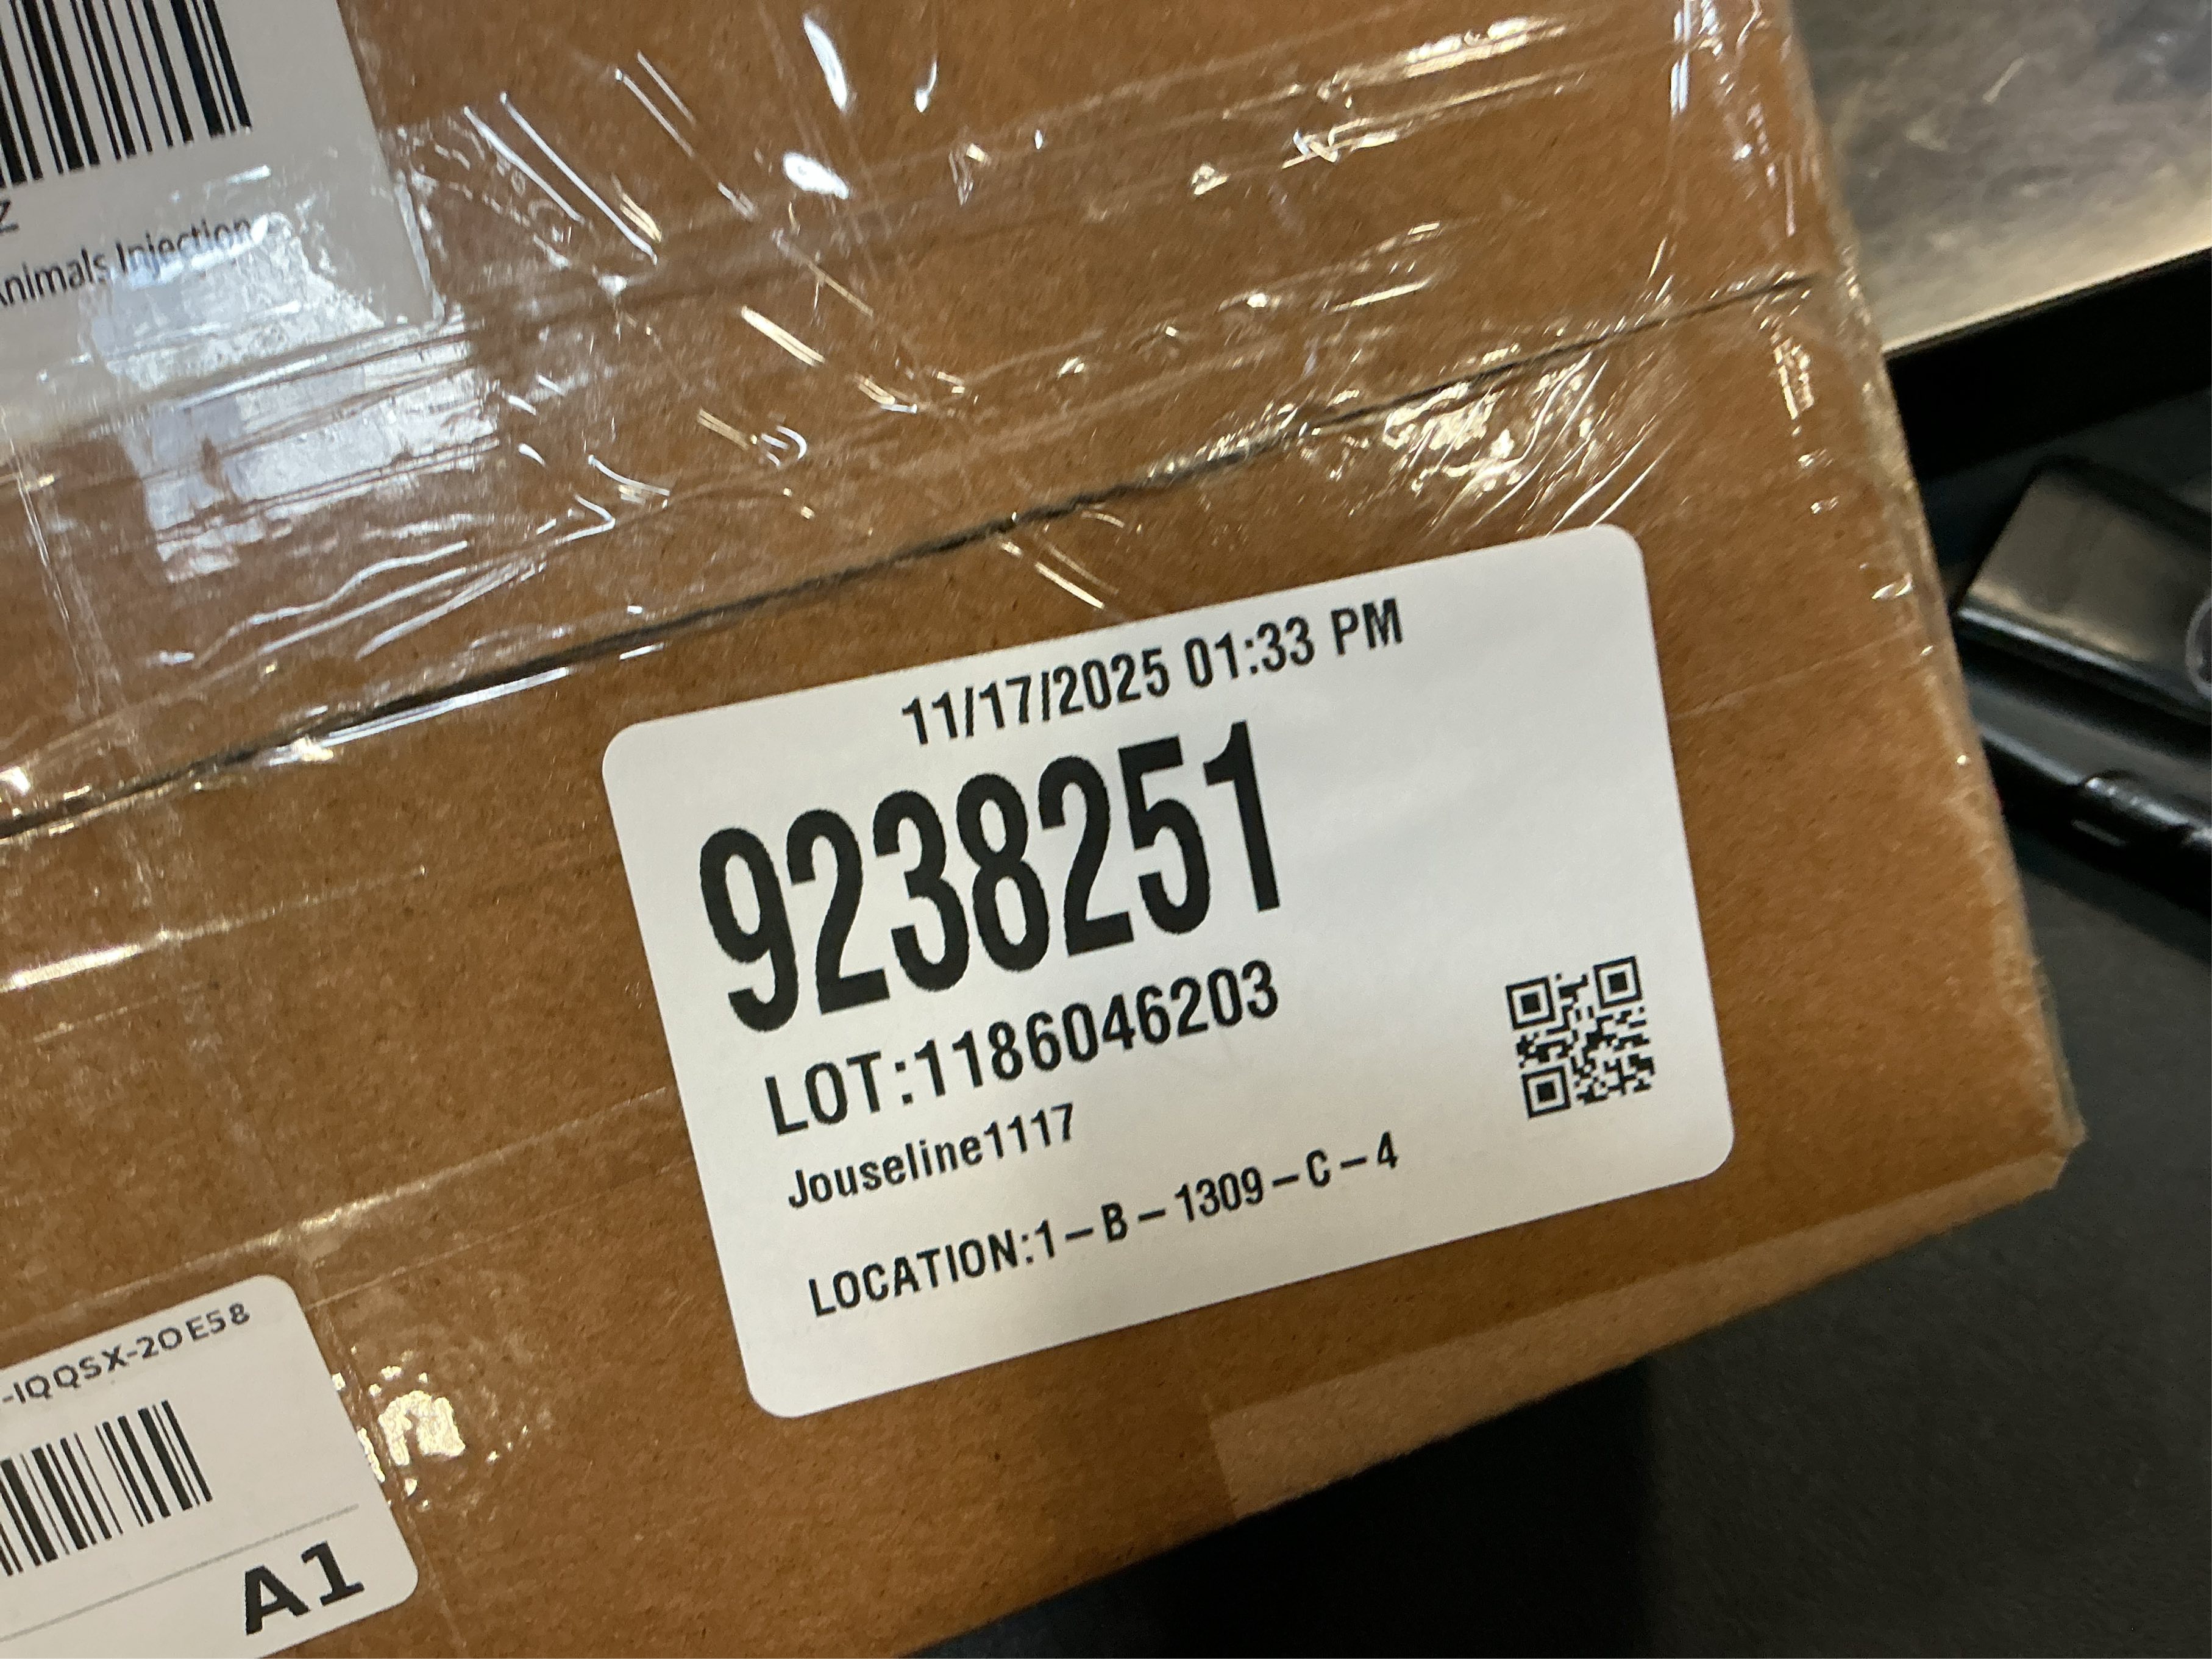 Z
Animals Injection
11/17/2025 01:33 PM
9238251
LOT:1186046203
Jouseline1117
LOCATION:1-B-1309-C-4
-IQQSX-2OE58
A1